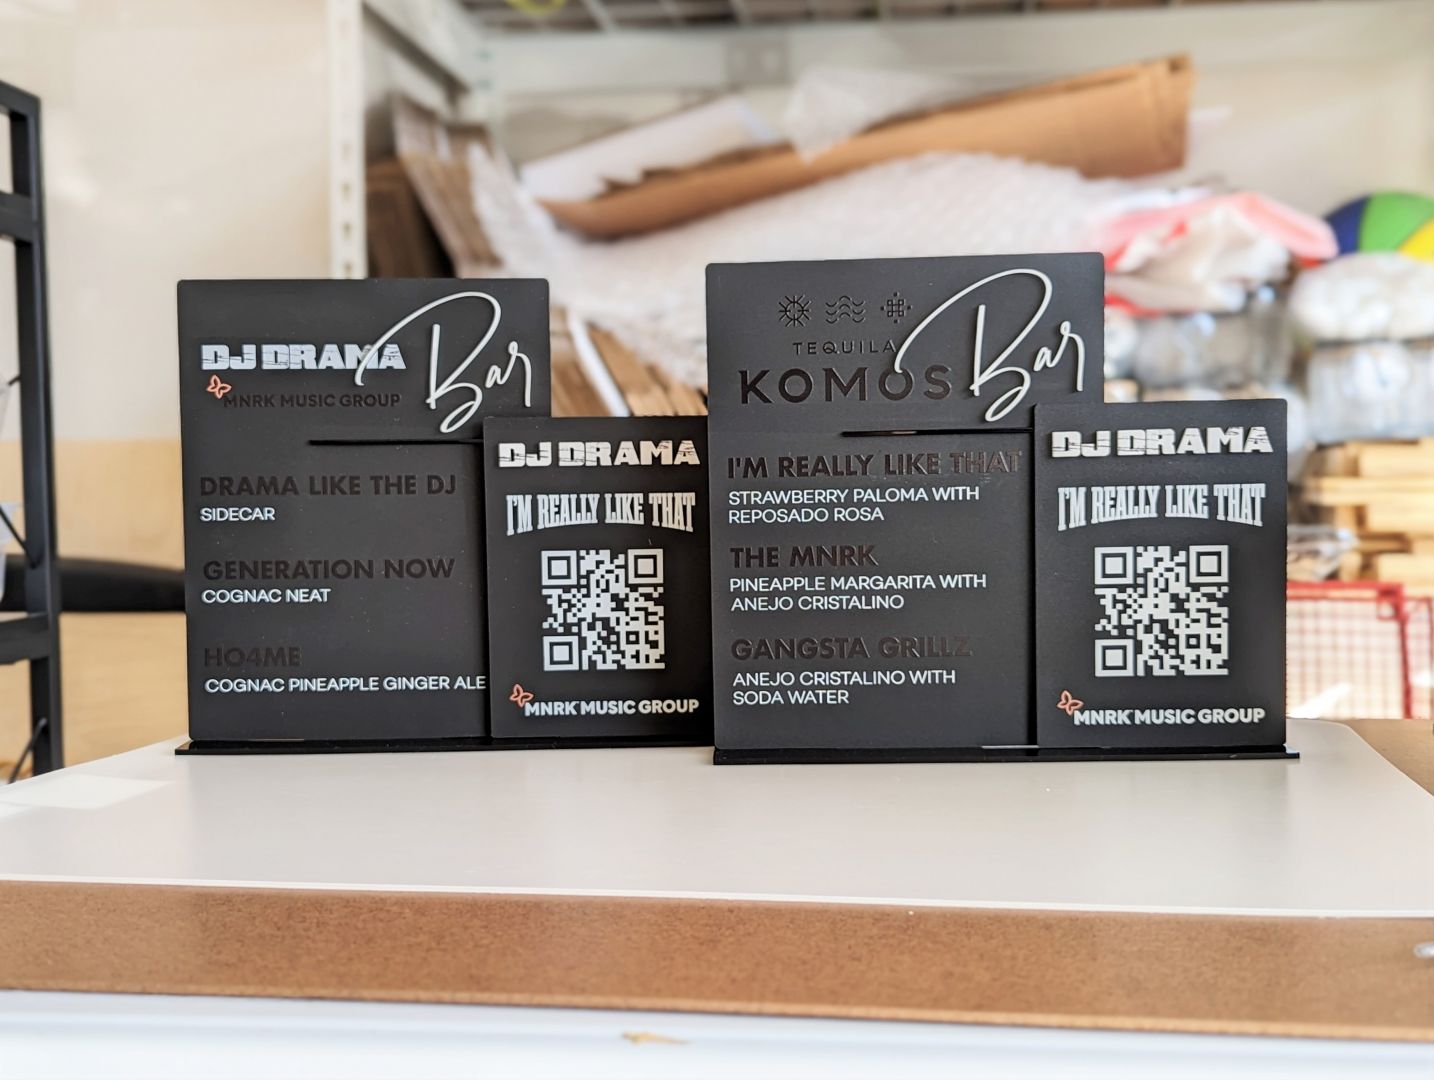 DJ DRAMA
Bar
MNRK MUSIC GROUP
DRAMA LIKE THE DJ
SIDECAR
GENERATION NOW
COGNAC NEAT
HO4ME
COGNAC PINEAPPLE GINGER ALE
DJ DRAMA
I'M REALLY LIKE THAT
MNRK MUSIC GROUP
TEQUILA
KOMOS
Bar
I'M REALLY LIKE THAT
STRAWBERRY PALOMA WITH
REPOSADO ROSA
THE MNRK
PINEAPPLE MARGARITA WITH
ANEJO CRISTALINO
GANGSTA GRILLZ
ANEJO CRISTALINO WITH
SODA WATER
DJ DRAMA
I'M REALLY LIKE THAT
MNRK MUSIC GROUP